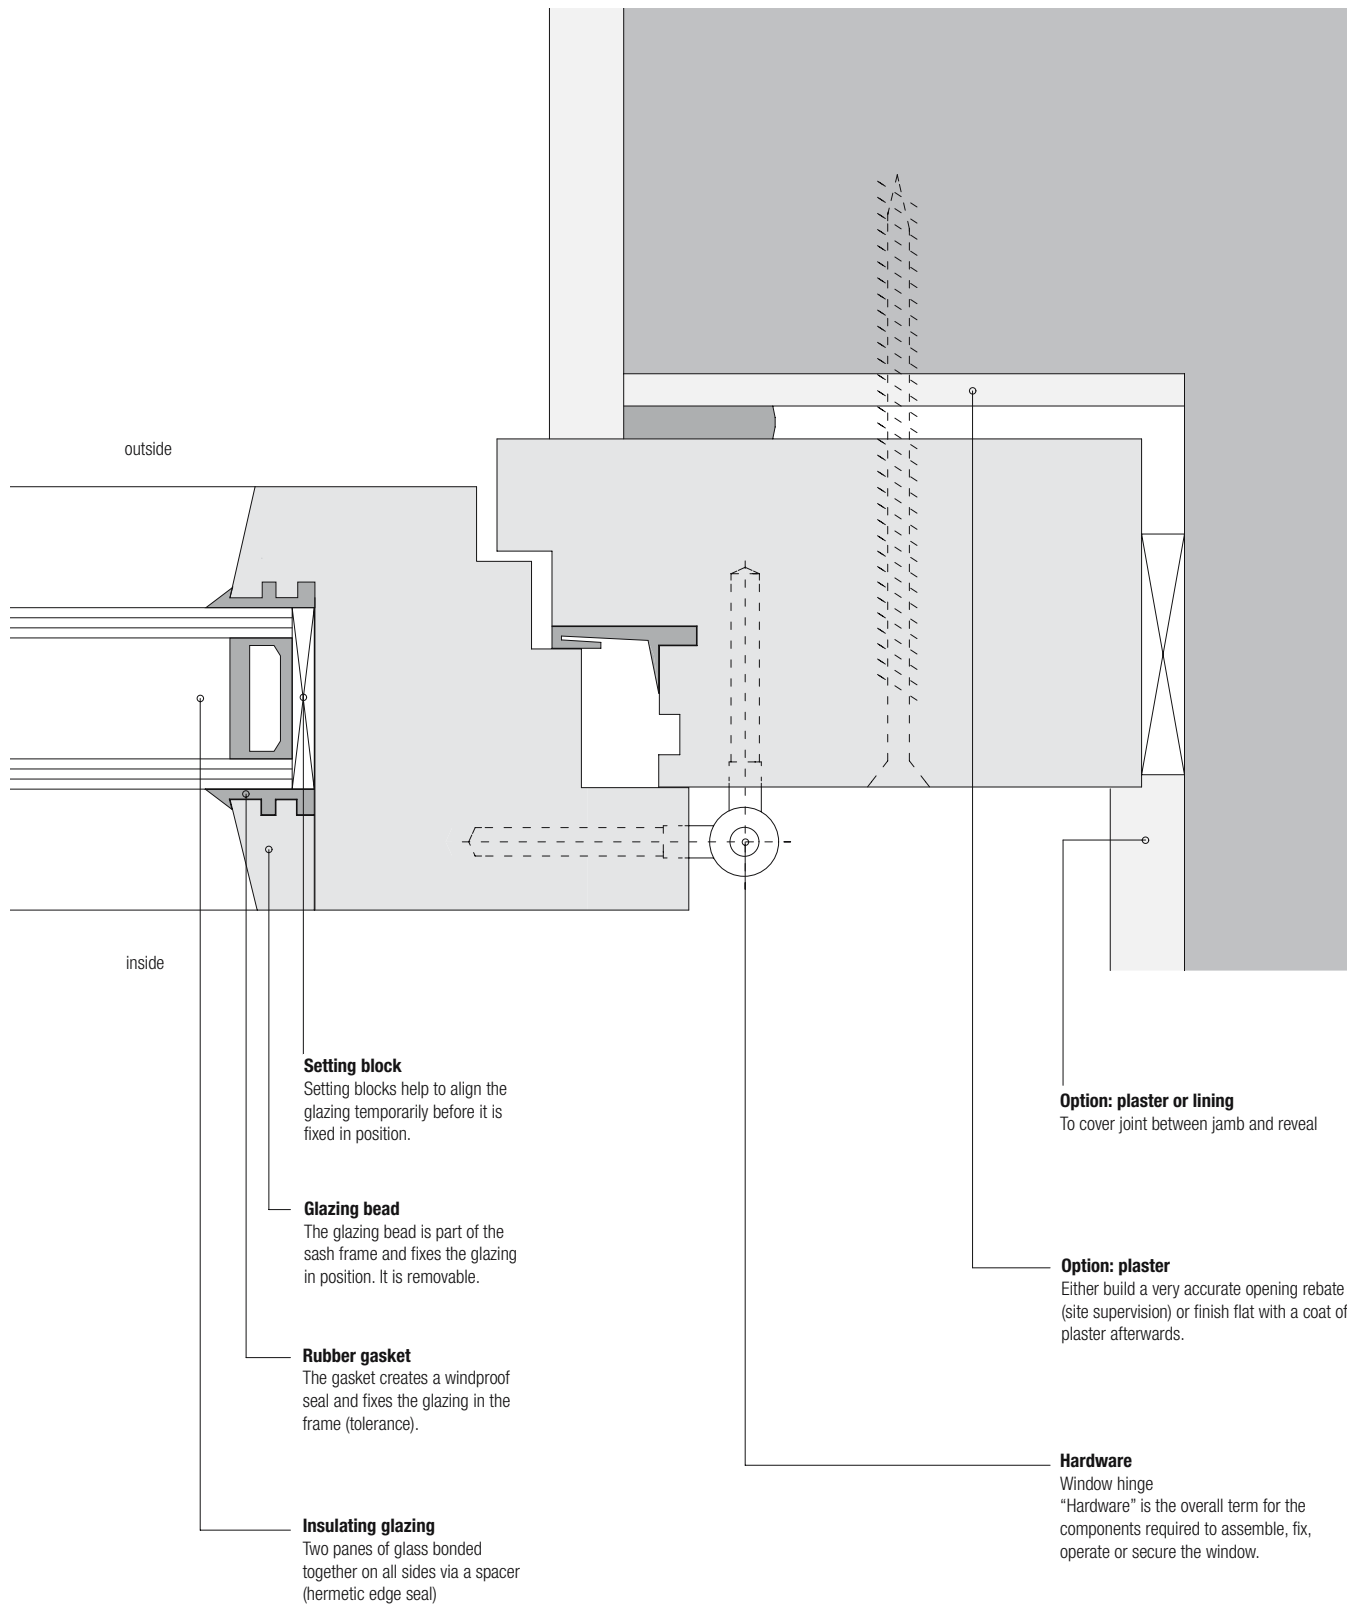 outside
inside
Setting block
Setting blocks help to align the
glazing temporarily before it is
fixed in position.
Glazing bead
The glazing bead is part of the
sash frame and fixes the glazing
in position. It is removable.
Rubber gasket
The gasket creates a windproof
seal and fixes the glazing in the
frame (tolerance).
Insulating glazing
Two panes of glass bonded
together on all sides via a spacer
(hermetic edge seal)
Option: plaster or lining
To cover joint between jamb and reveal
Option: plaster
Either build a very accurate opening rebate
(site supervision) or finish flat with a coat of
plaster afterwards.
Hardware
Window hinge
“Hardware” is the overall term for the
components required to assemble, fix,
operate or secure the window.